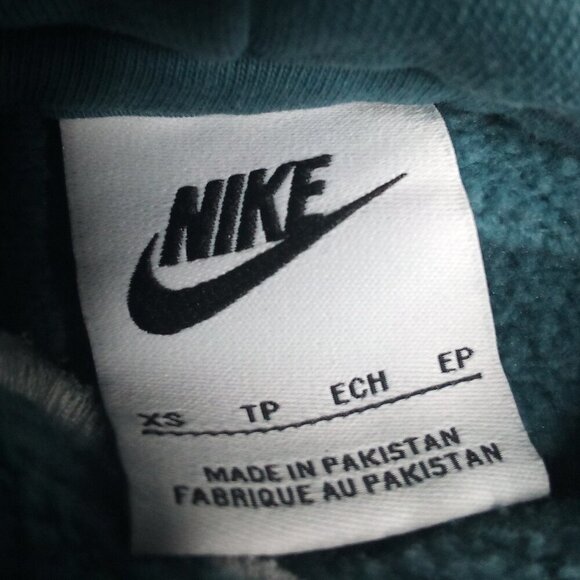 NIKE
XS TP ECH EP
MADE IN PAKISTAN
FABRIQUE AU PAKISTAN